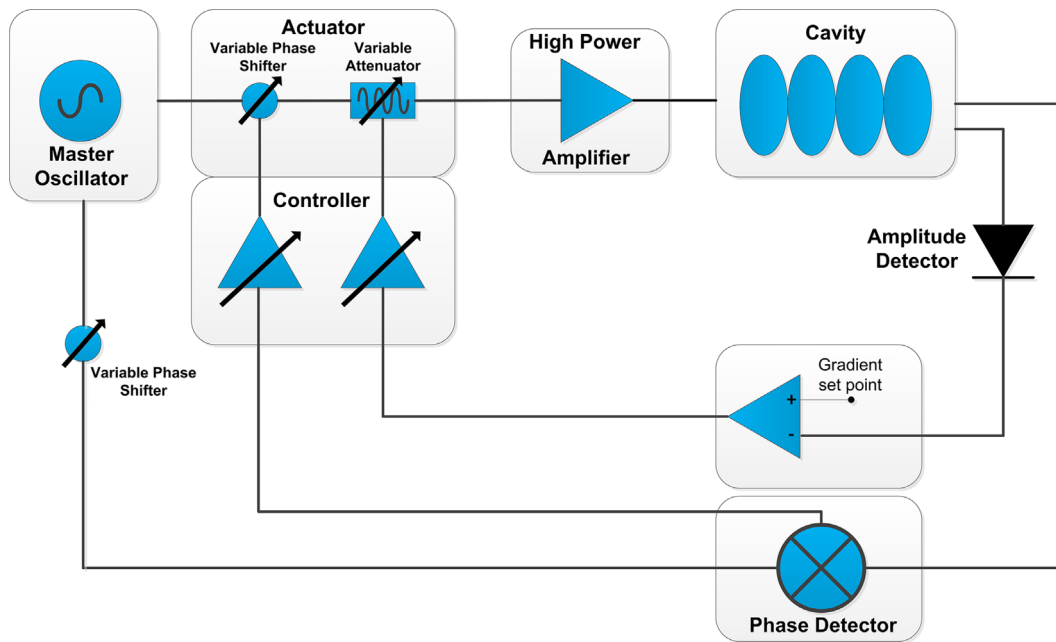 Actuator
Variable Phase
Shifter
Variable
Attenuator
High Power
Amplifier
Cavity
Master
Oscillator
Controller
Amplitude
Detector
Variable Phase
Shifter
Gradient
set point
+
-
Phase Detector